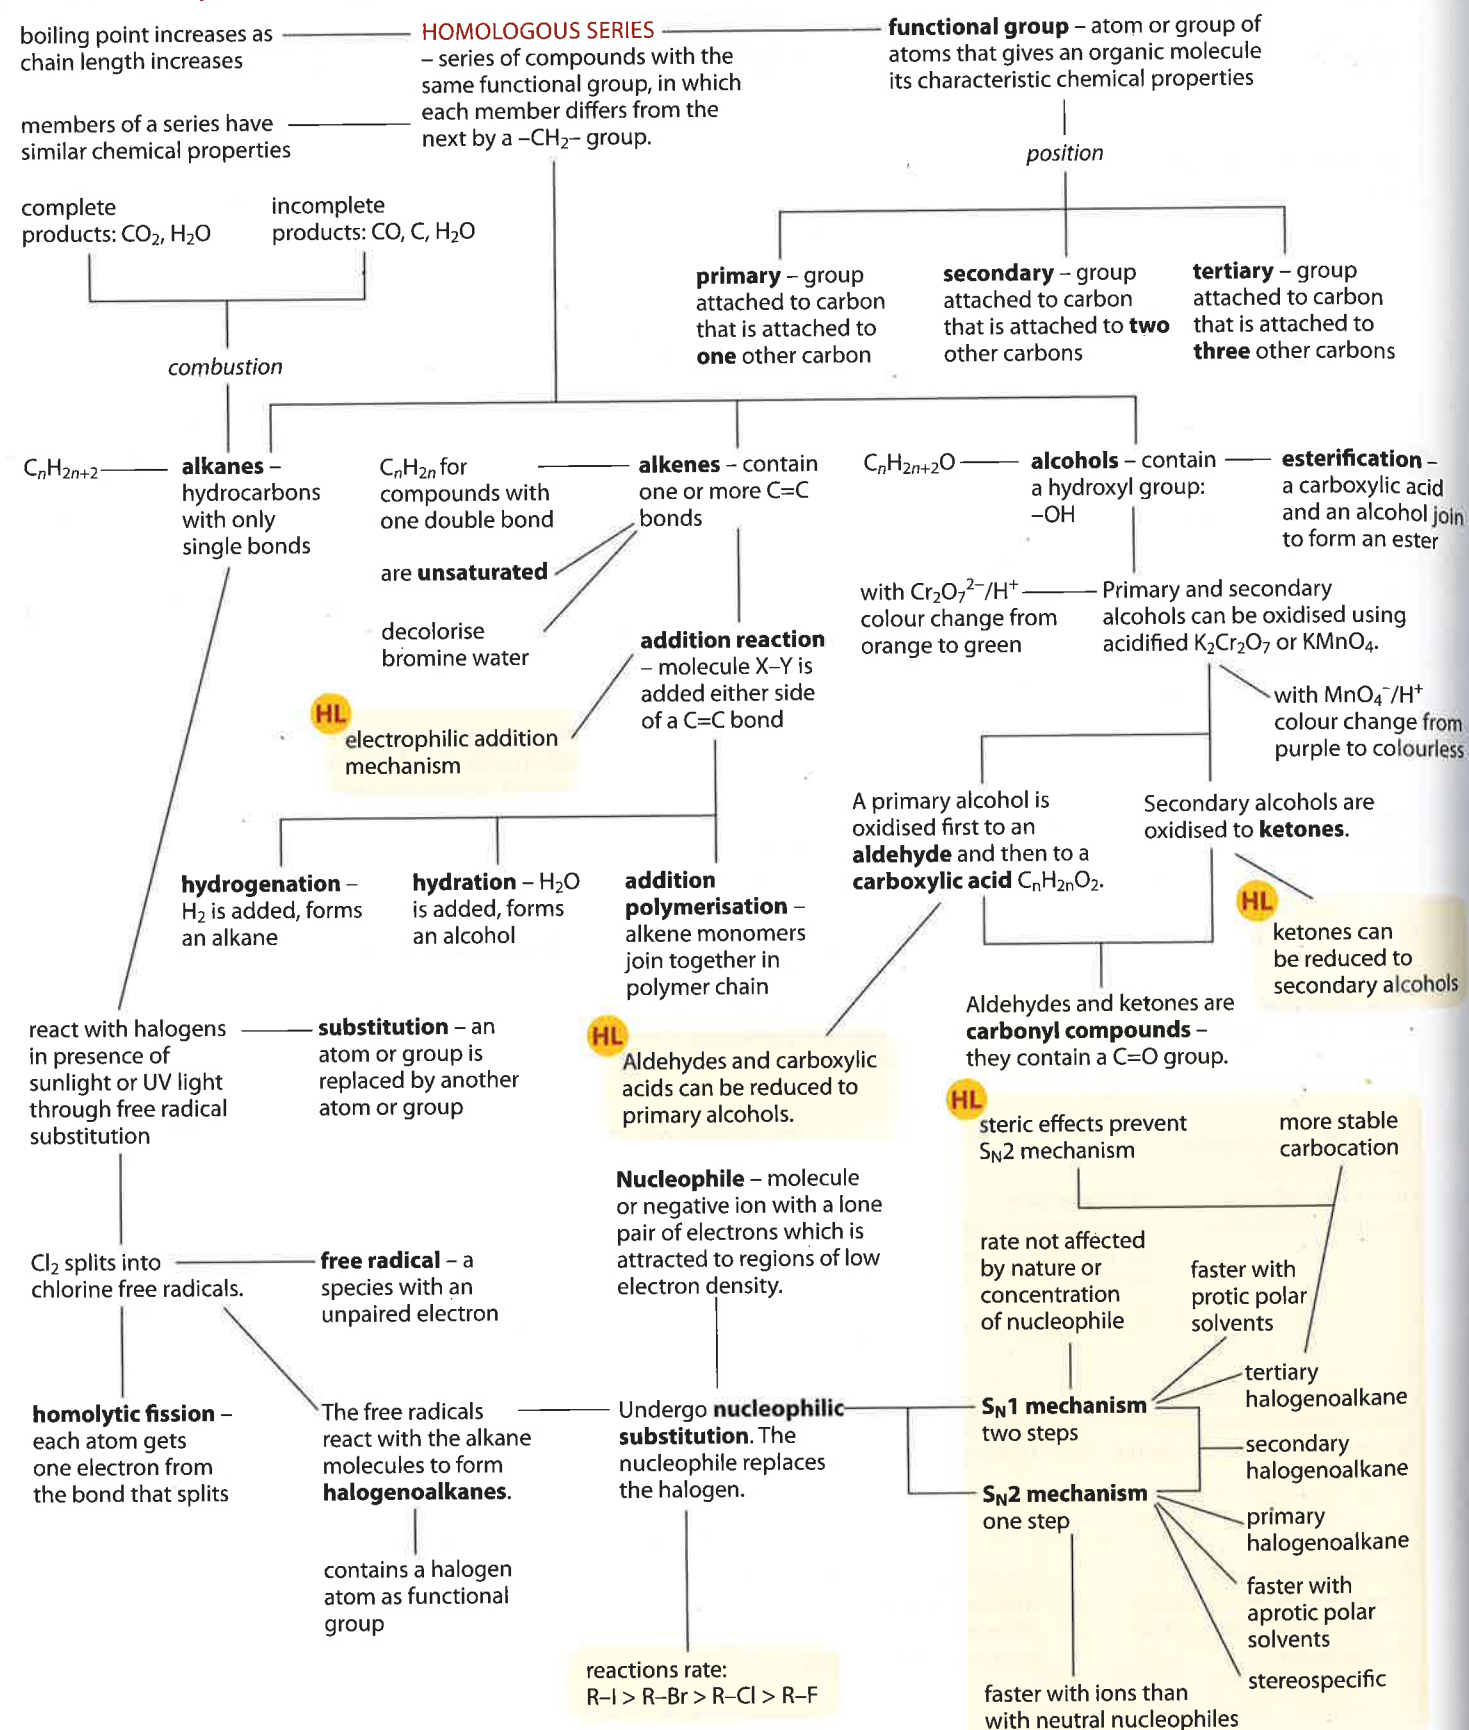 boiling point increases as
chain length increases
HOMOLOGOUS SERIES
– series of compounds with the
same functional group, in which
each member differs from the
next by a –CH₂– group.
functional group – atom or group of
atoms that gives an organic molecule
its characteristic chemical properties
members of a series have
similar chemical properties
position
complete
products: CO₂, H₂O
incomplete
products: CO, C, H₂O
primary – group
attached to carbon
that is attached to
one other carbon
secondary – group
attached to carbon
that is attached to two
other carbons
tertiary – group
attached to carbon
that is attached to
three other carbons
combustion
CₙH₂ₙ₊₂
alkanes –
hydrocarbons
with only
single bonds
CₙH₂ₙ for
compounds with
one double bond
alkenes – contain
one or more C=C
bonds
are unsaturated
decolorise
bromine water
CₙH₂ₙ₊₂O
alcohols – contain
a hydroxyl group:
–OH
esterification –
a carboxylic acid
and an alcohol join
to form an ester
with Cr₂O₇²⁻/H⁺
colour change from
orange to green
Primary and secondary
alcohols can be oxidised using
acidified K₂Cr₂O₇ or KMnO₄.
with MnO₄⁻/H⁺
colour change from
purple to colourless
addition reaction
– molecule X–Y is
added either side
of a C=C bond
HL
electrophilic addition
mechanism
A primary alcohol is
oxidised first to an
aldehyde and then to a
carboxylic acid CₙH₂ₙO₂.
Secondary alcohols are
oxidised to ketones.
hydrogenation –
H₂ is added, forms
an alkane
hydration – H₂O
is added, forms
an alcohol
addition
polymerisation –
alkene monomers
join together in
polymer chain
HL
ketones can
be reduced to
secondary alcohols
Aldehydes and ketones are
carbonyl compounds –
they contain a C=O group.
HL
Aldehydes and carboxylic
acids can be reduced to
primary alcohols.
react with halogens
in presence of
sunlight or UV light
through free radical
substitution
substitution – an
atom or group is
replaced by another
atom or group
HL
steric effects prevent
Sₙ2 mechanism
more stable
carbocation
Nucleophile – molecule
or negative ion with a lone
pair of electrons which is
attracted to regions of low
electron density.
rate not affected
by nature or
concentration
of nucleophile
faster with
protic polar
solvents
Cl₂ splits into
chlorine free radicals.
free radical – a
species with an
unpaired electron
homolytic fission –
each atom gets
one electron from
the bond that splits
The free radicals
react with the alkane
molecules to form
halogenoalkanes.
Undergo nucleophilic
substitution. The
nucleophile replaces
the halogen.
Sₙ1 mechanism
two steps
Sₙ2 mechanism
one step
tertiary
halogenoalkane
secondary
halogenoalkane
primary
halogenoalkane
faster with
aprotic polar
solvents
stereospecific
contains a halogen
atom as functional
group
reactions rate:
R–I > R–Br > R–Cl > R–F
faster with ions than
with neutral nucleophiles